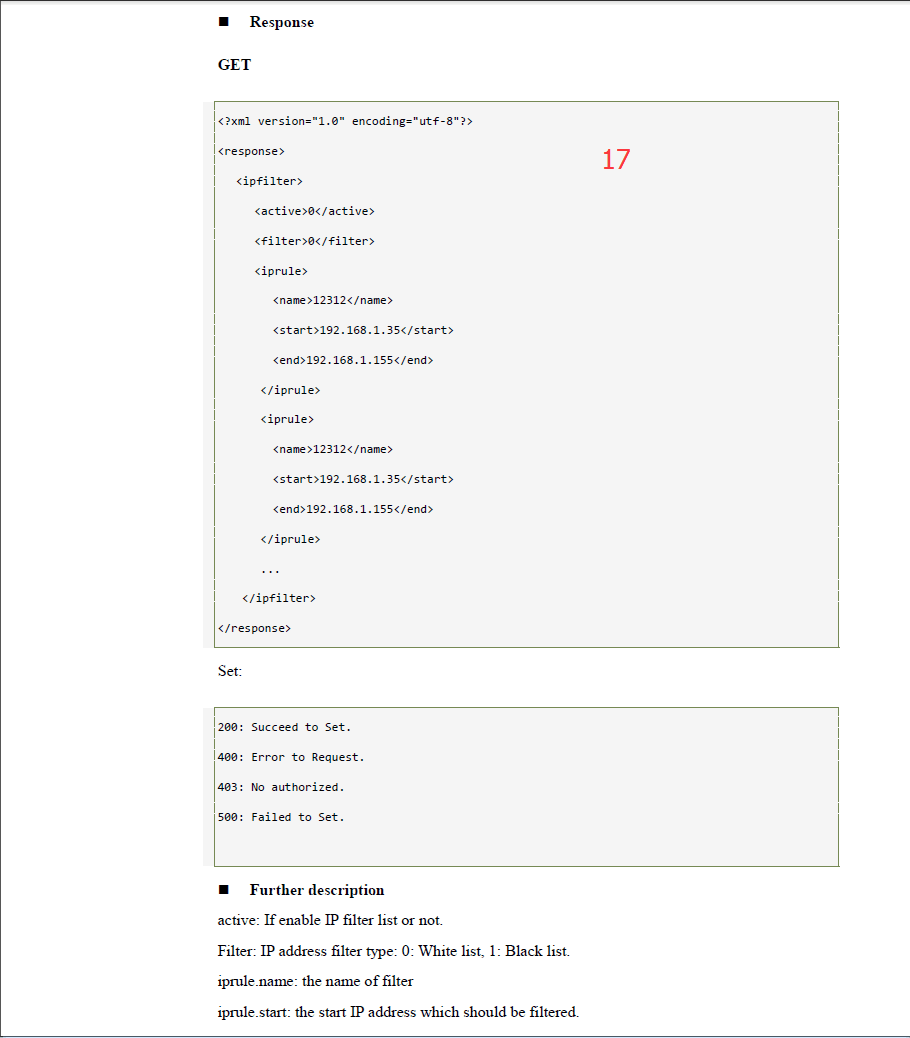 ■ Response
GET
<?xml version="1.0" encoding="utf-8"?>
<response>
17
<ipfilter>
<active>0</active>
<filter>0</filter>
<iprule>
<name>12312</name>
<start>192.168.1.35</start>
<end>192.168.1.155</end>
</iprule>
<iprule>
<name>12312</name>
<start>192.168.1.35</start>
<end>192.168.1.155</end>
</iprule>
...
</ipfilter>
</response>
Set:
200: Succeed to Set.
400: Error to Request.
403: No authorized.
500: Failed to Set.
■ Further description
active: If enable IP filter list or not.
Filter: IP address filter type: 0: White list, 1: Black list.
iprule.name: the name of filter
iprule.start: the start IP address which should be filtered.